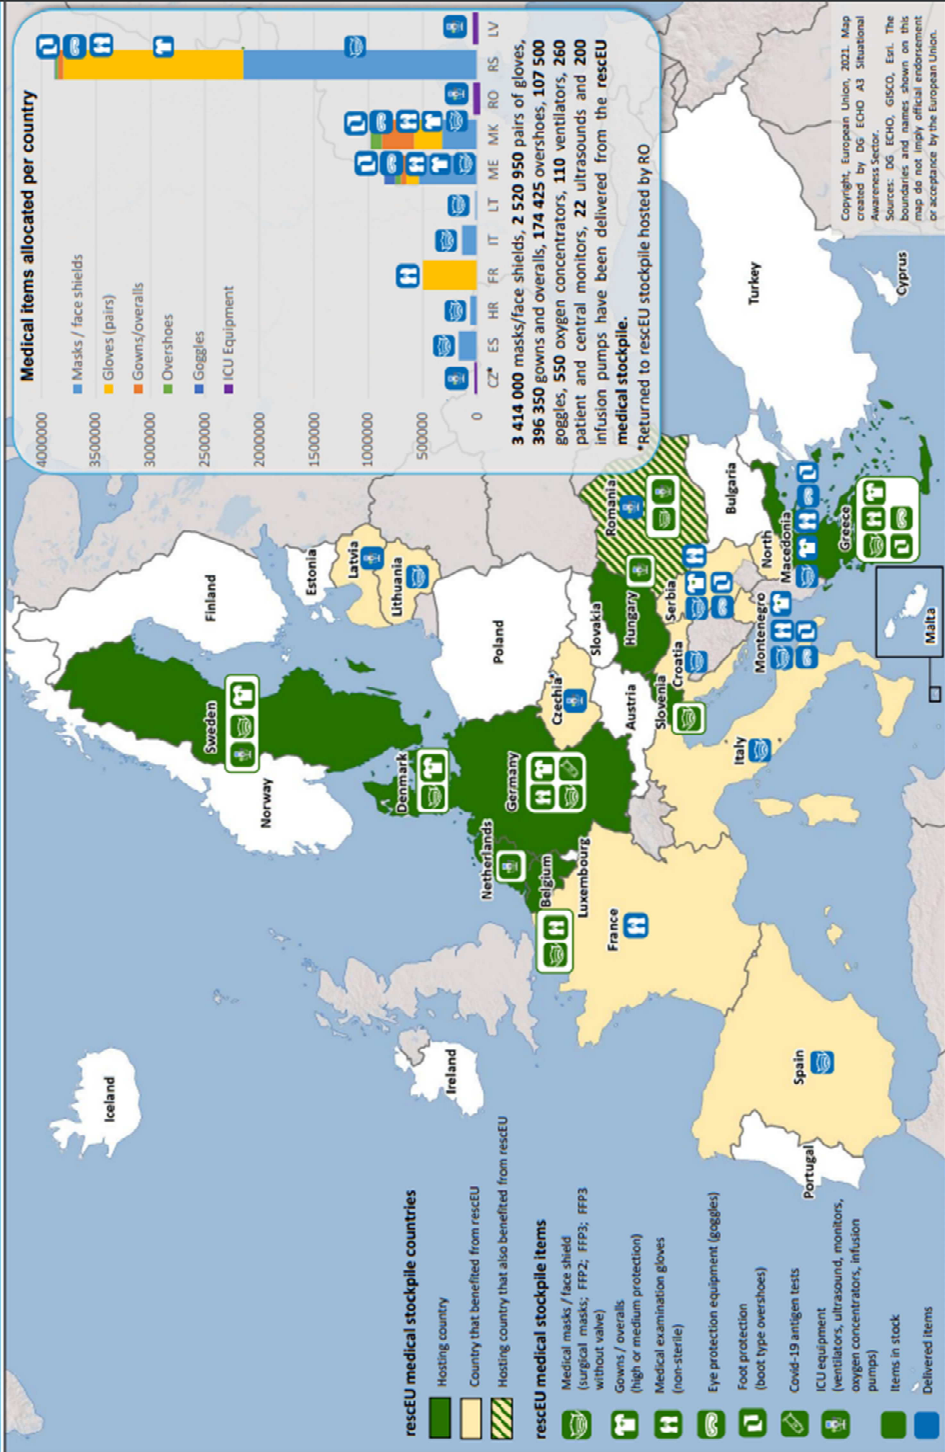 Medical items allocated per country
4000000
3500000
3000000
2500000
2000000
1500000
1000000
500000
0
Masks / face shields
Gloves (pairs)
Gowns/overalls
Overshoes
Goggles
ICU Equipment
CZ* ES HR FR IT LT ME MK RO RS LV
3 414 000 masks/face shields, 2 520 950 pairs of gloves,
396 350 gowns and overalls, 174 425 overshoes, 107 500
goggles, 550 oxygen concentrators, 110 ventilators, 260
patient and central monitors, 22 ultrasounds and 200
infusion pumps have been delivered from the rescEU
medical stockpile.
*Returned to rescEU stockpile hosted by RO
Iceland
Norway
Sweden
Finland
Estonia
Latvia
Lithuania
Denmark
Ireland
Netherlands
Belgium
Luxembourg
Germany
Poland
Czechia*
Slovakia
Austria
Hungary
Romania
Slovenia
Croatia
Serbia
France
Italy
Montenegro
North
Macedonia
Bulgaria
Greece
Turkey
Cyprus
Malta
Spain
Portugal
rescEU medical stockpile countries
Hosting country
Country that benefited from rescEU
Hosting country that also benefited from rescEU
rescEU medical stockpile items
Medical masks / face shield
(surgical masks; FFP2; FFP3; FFP3
without valve)
Gowns / overalls
(high or medium protection)
Medical examination gloves
(non-sterile)
Eye protection equipment (goggles)
Foot protection
(boot type overshoes)
Covid-19 antigen tests
ICU equipment
(ventilators, ultrasound, monitors,
oxygen concentrators, infusion
pumps)
Items in stock
Delivered items
Copyright, European Union, 2021. Map
created by DG ECHO A3 Situational
Awareness Sector.
Sources: DG ECHO, GISCO, Esri. The
boundaries and names shown on this
map do not imply official endorsement
or acceptance by the European Union.